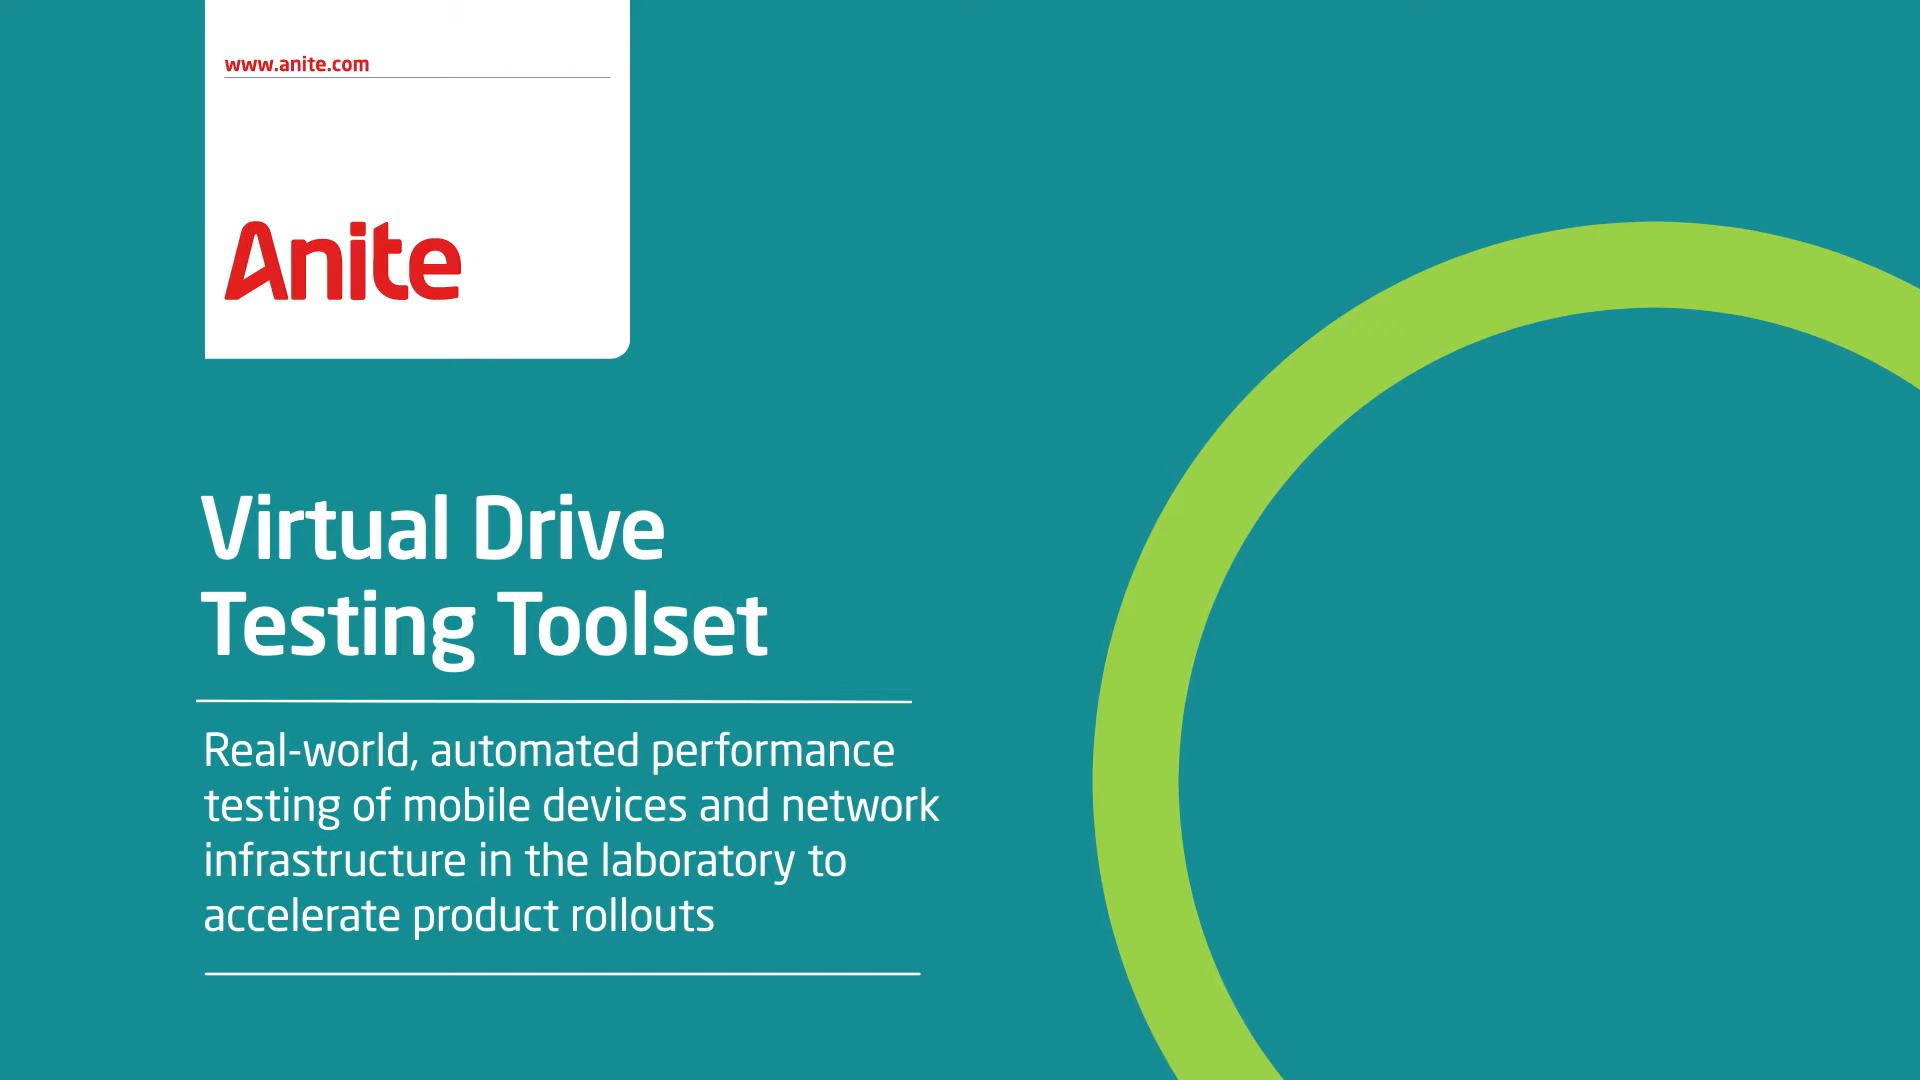 www.anite.com
Anite
Virtual Drive
Testing Toolset
Real-world, automated performance
testing of mobile devices and network
infrastructure in the laboratory to
accelerate product rollouts